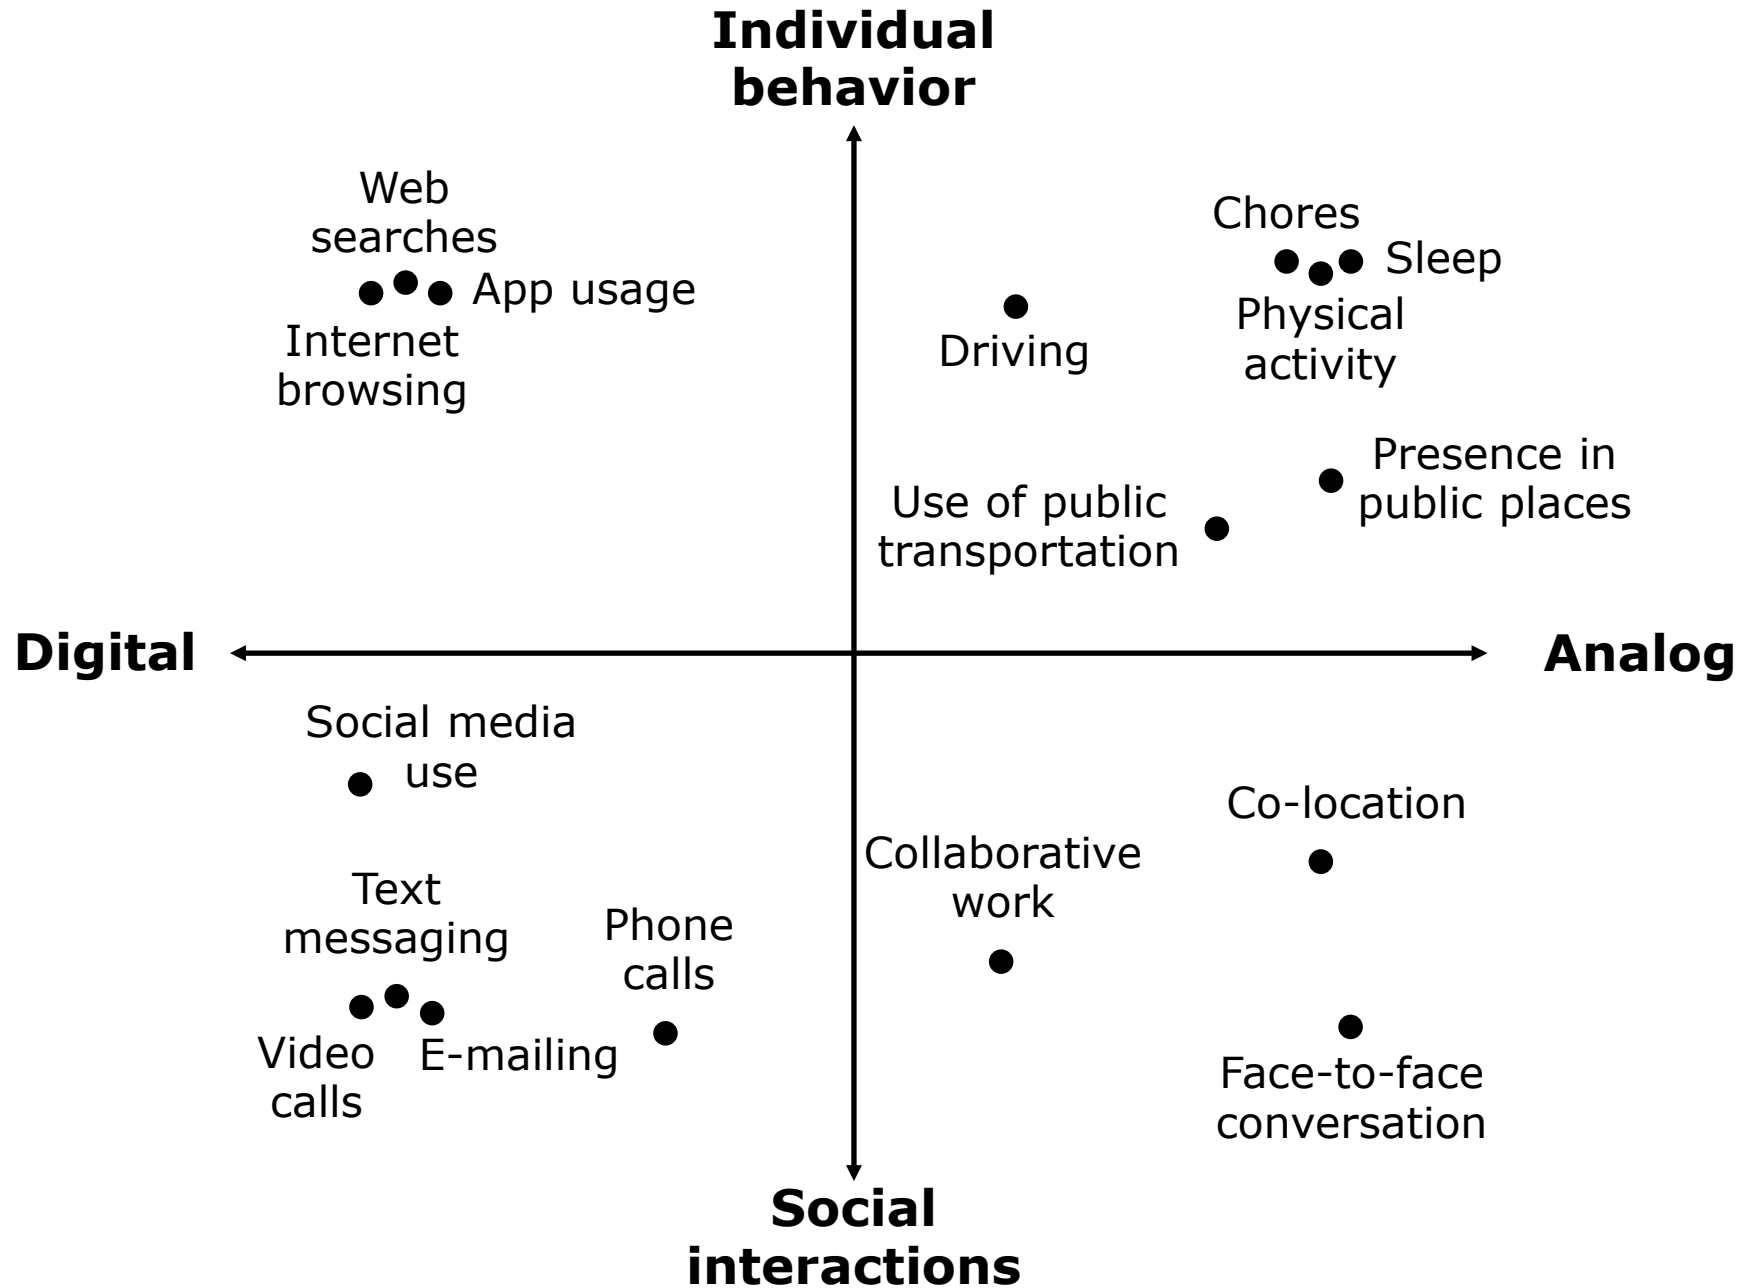 Individual
behavior
Web
searches
App usage
Internet
browsing
Chores
Sleep
Physical
activity
Driving
Presence in
public places
Use of public
transportation
Digital
Analog
Social media
use
Text
messaging
Phone
calls
Video
calls
E-mailing
Collaborative
work
Co-location
Face-to-face
conversation
Social
interactions